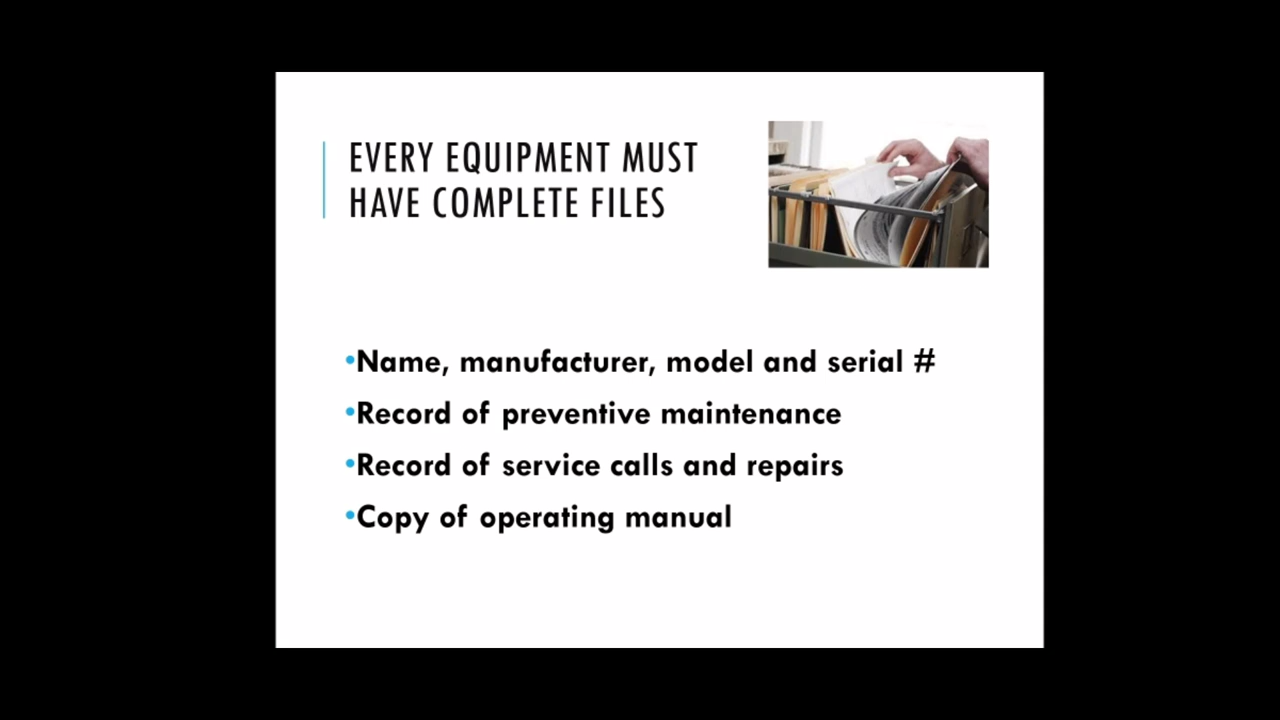 EVERY EQUIPMENT MUST
HAVE COMPLETE FILES
•Name, manufacturer, model and serial #
•Record of preventive maintenance
•Record of service calls and repairs
•Copy of operating manual